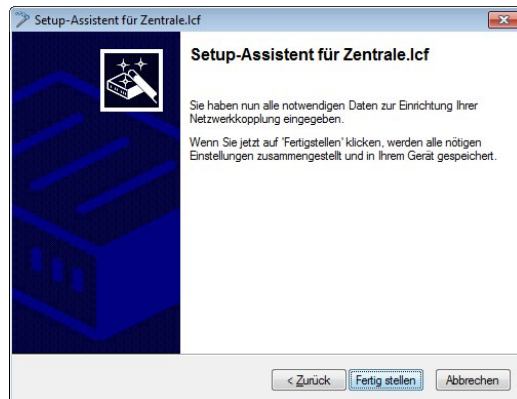 Setup-Assistent für Zentrale.lcf
Setup-Assistent für Zentrale.lcf
Sie haben nun alle notwendigen Daten zur Einrichtung Ihrer
Netzwerkkopplung eingegeben.
Wenn Sie jetzt auf 'Fertigstellen' klicken, werden alle nötigen
Einstellungen zusammengestellt und in Ihrem Gerät gespeichert.
< Zurück
Fertig stellen
Abbrechen